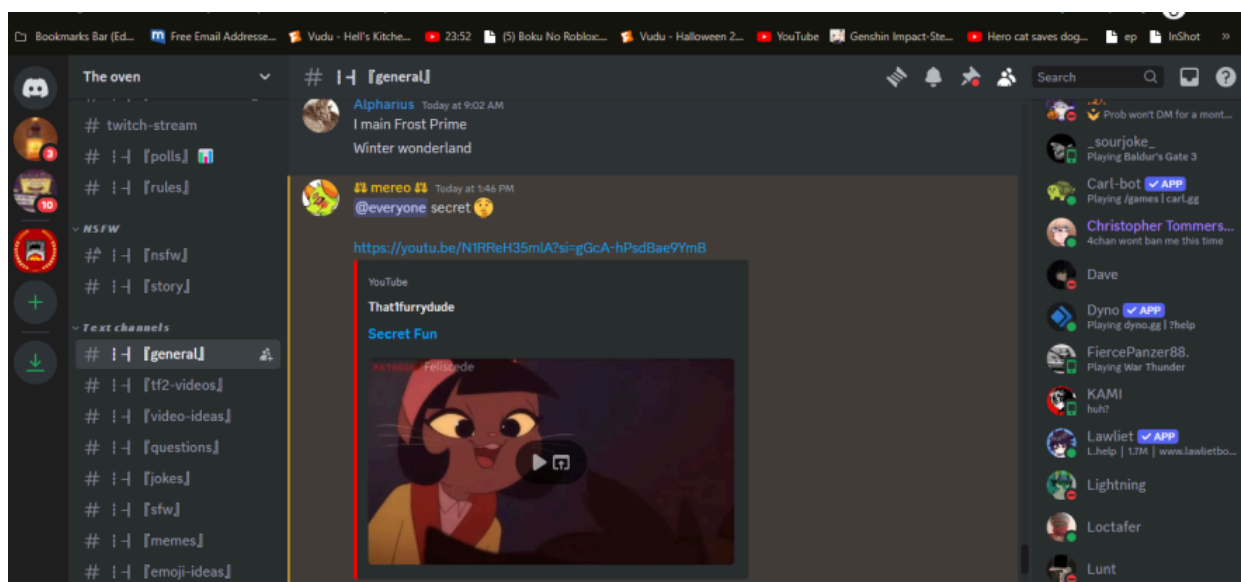 Bookmarks Bar (Ed...
Free Email Addresse...
Vudu - Hell's Kitche...
23:52
(5) Boku No Roblox:...
Vudu - Halloween 2...
YouTube
Genshin Impact-Ste...
Hero cat saves dog...
ep
InShot
»
The oven
# twitch-stream
# ¦-┤ 『polls』
# ¦-┤ 『rules』
NSFW
# ¦-┤ 『nsfw』
# ¦-┤ 『story』
Text channels
# ¦-┤ 『general』
# ¦-┤ 『tf2-videos』
# ¦-┤ 『video-ideas』
# ¦-┤ 『questions』
# ¦-┤ 『jokes』
# ¦-┤ 『sfw』
# ¦-┤ 『memes』
# ¦-┤ 『emoji-ideas』
3
10
# ¦-┤ 『general』
Search
Alpharius Today at 9:02 AM
I main Frost Prime
Winter wonderland
mereo Today at 1:46 PM
@everyone secret 🤫
https://youtu.be/N1RReH35mlA?si=gGcA-hPsdBae9YmB
YouTube
That1furrydude
Secret Fun
PATREON Feliscede
Prob won't DM for a mont...
_sourjoke_
Playing Baldur's Gate 3
Carl-bot ✓ APP
Playing /games | carl.gg
Christopher Tommers...
4chan wont ban me this time
Dave
Dyno ✓ APP
Playing dyno.gg | ?help
FiercePanzer88.
Playing War Thunder
KAMI
huh?
Lawliet ✓ APP
L.help | 1.7M | www.lawlietbo...
Lightning
Loctafer
Lunt